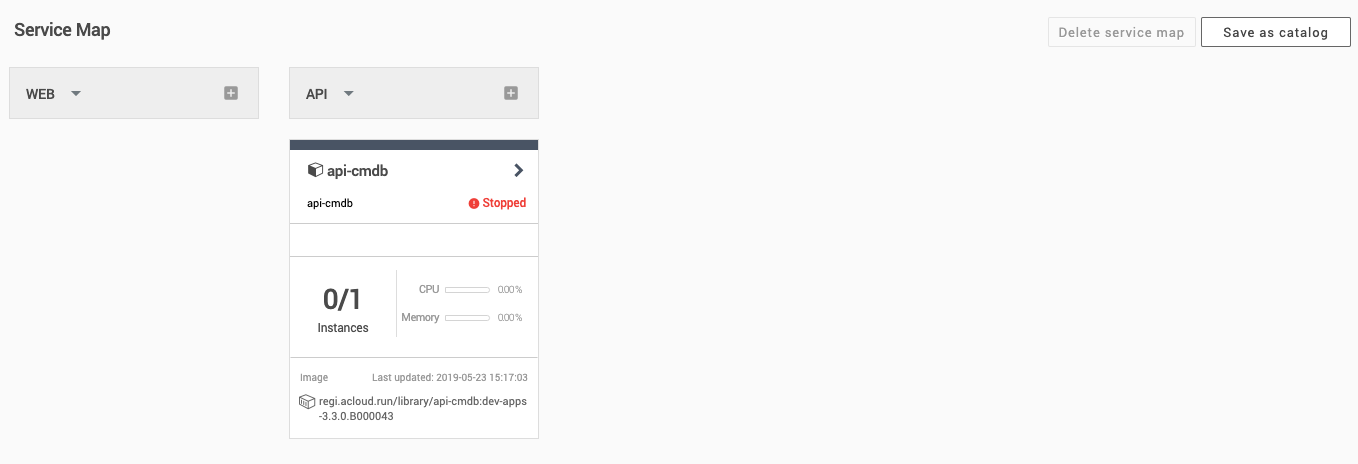 Service Map
Delete service map
Save as catalog
WEB
API
api-cmdb
api-cmdb
Stopped
0/1
Instances
CPU 0.00%
Memory 0.00%
Image
Last updated: 2019-05-23 15:17:03
regi.acloud.run/library/api-cmdb:dev-apps
-3.3.0.B000043